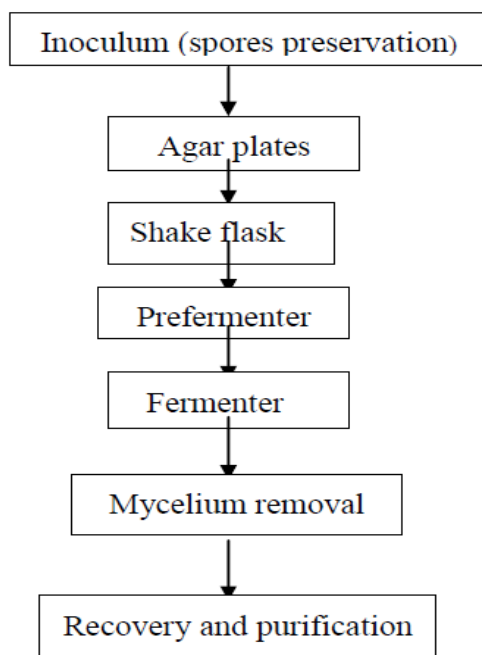 Inoculum (spores preservation)
Agar plates
Shake flask
Prefermenter
Fermenter
Mycelium removal
Recovery and purification